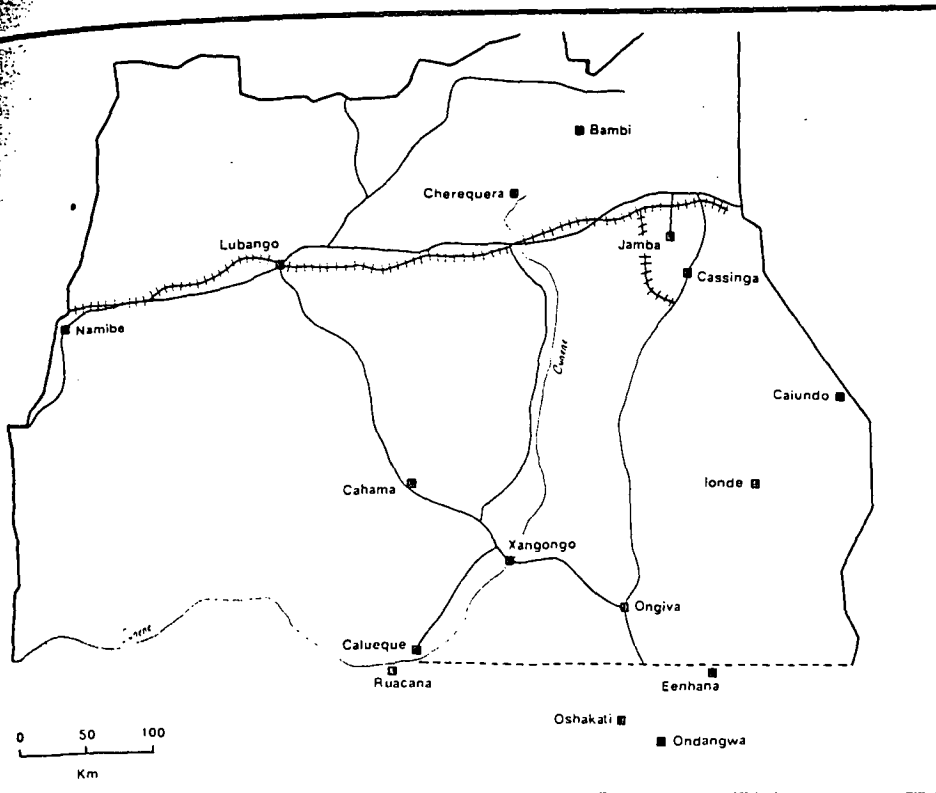 Bambi
Cherequera
Lubango
Jamba
Cassinga
Namibe
Cunene
Caiundo
Cahama
Ionde
Xangongo
Ongiva
Cunene
Calueque
Ruacana
Eenhana
Oshakati
Ondangwa
0 50 100
Km